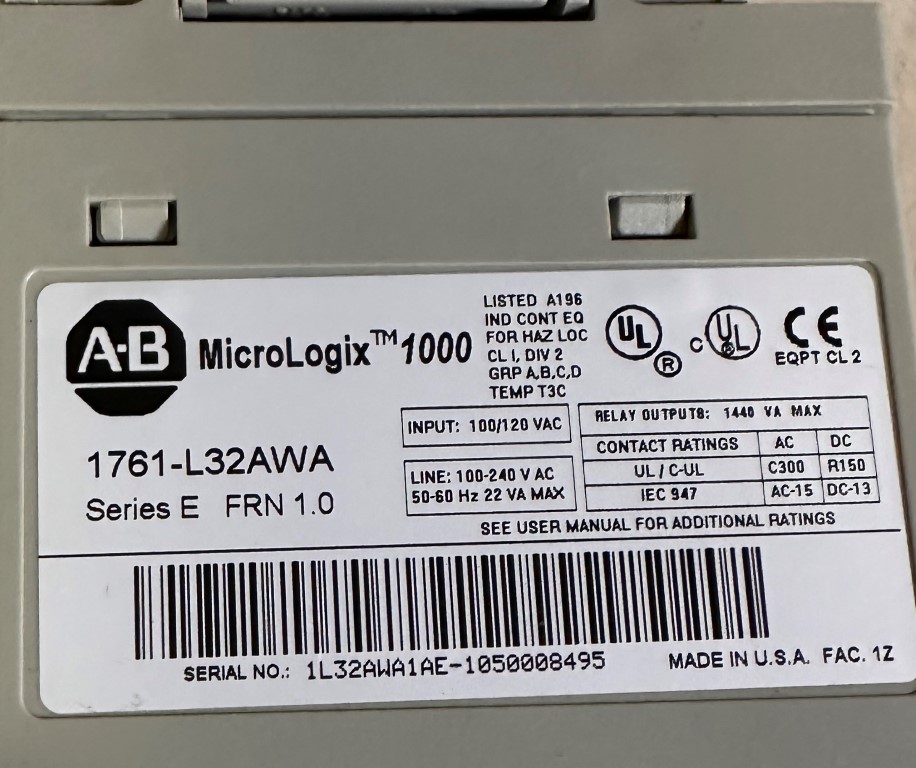 A·B
MicroLogix™ 1000
LISTED A196
IND CONT EQ
FOR HAZ LOC
CL I, DIV 2
GRP A,B,C,D
TEMP T3C
UL ®
C UL ®
CE
EQPT CL 2
1761-L32AWA
Series E FRN 1.0
INPUT: 100/120 VAC
LINE: 100-240 V AC
50-60 Hz 22 VA MAX
RELAY OUTPUTS: 1440 VA MAX
CONTACT RATINGS AC DC
UL / C-UL C300 R150
IEC 947 AC-15 DC-13
SEE USER MANUAL FOR ADDITIONAL RATINGS
SERIAL NO.: 1L32AWA1AE-1050008495
MADE IN U.S.A. FAC. 1Z